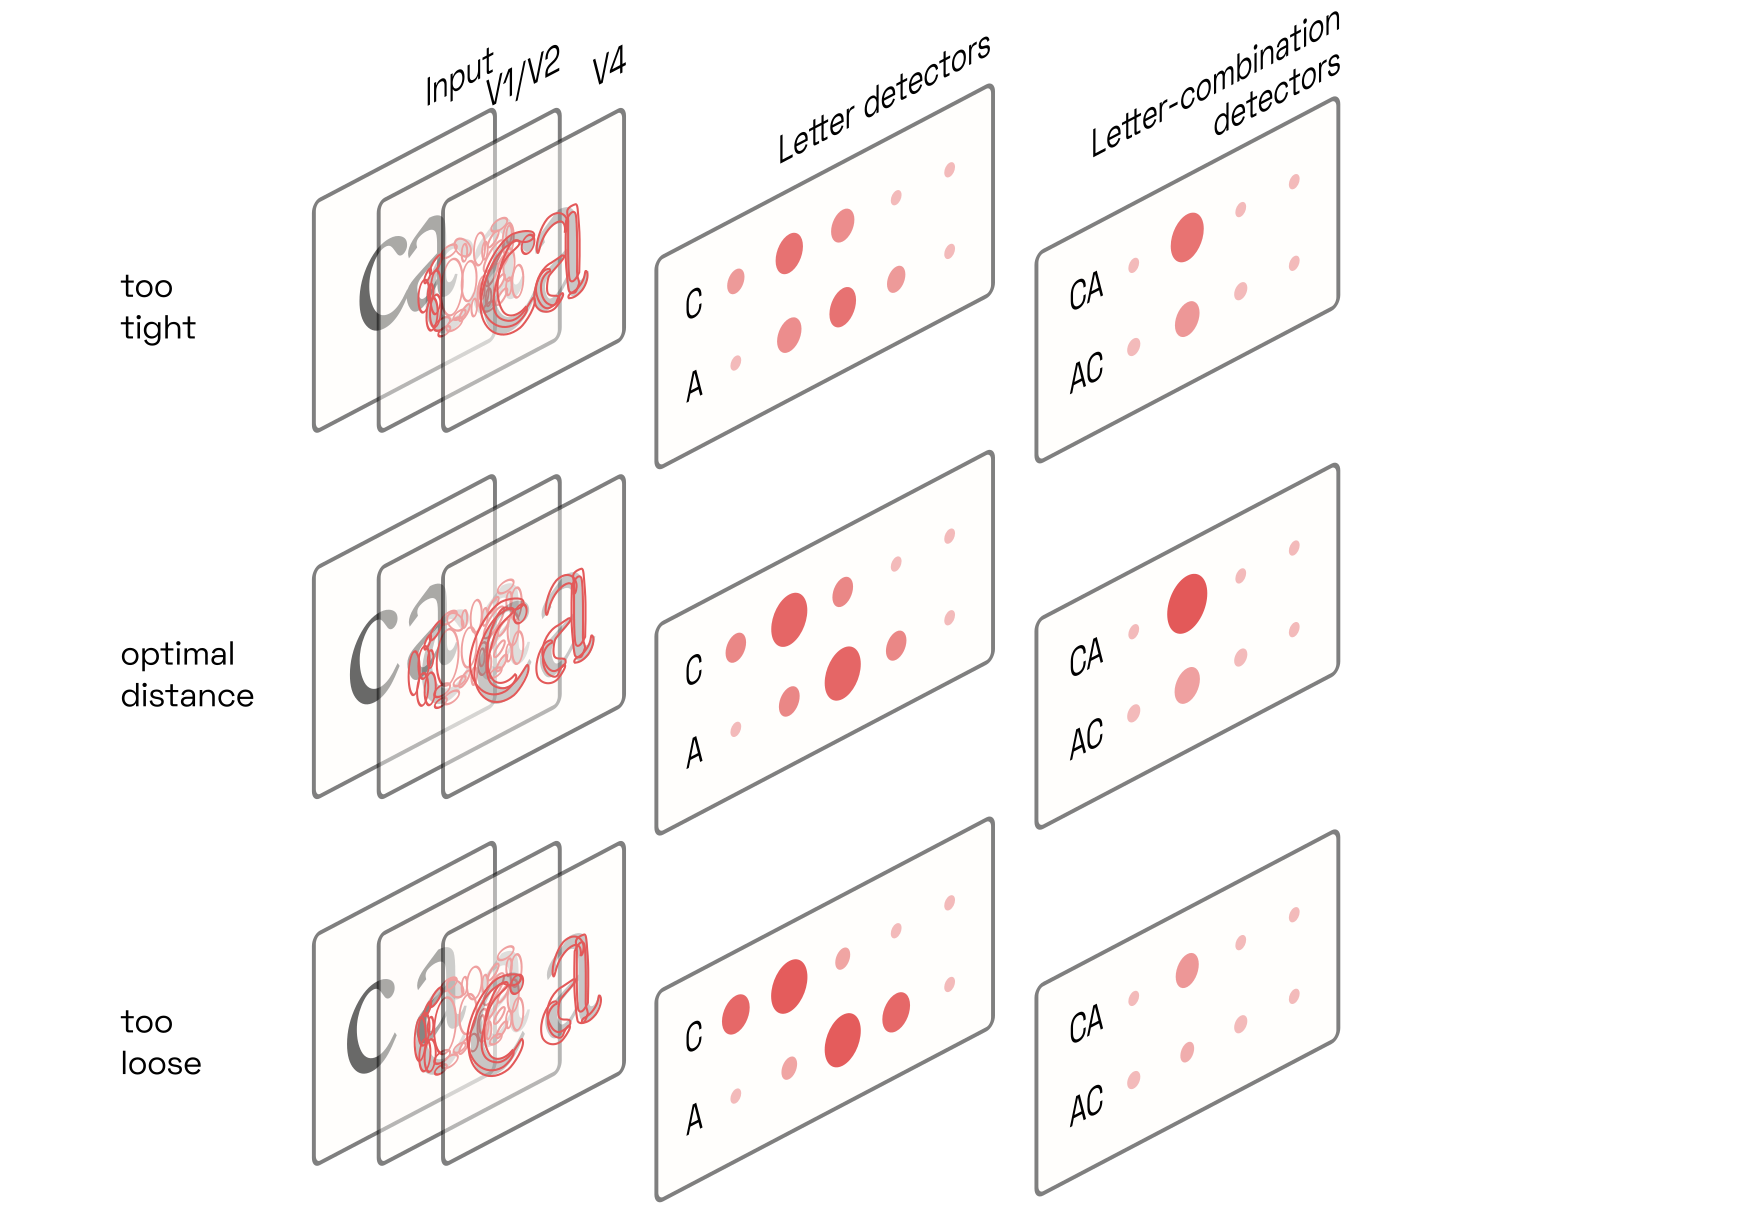 Input
V1/V2
V4
Letter detectors
Letter-combination
detectors
too
tight
ca
C
A
CA
AC
optimal
distance
ca
C
A
CA
AC
too
loose
ca
C
A
CA
AC